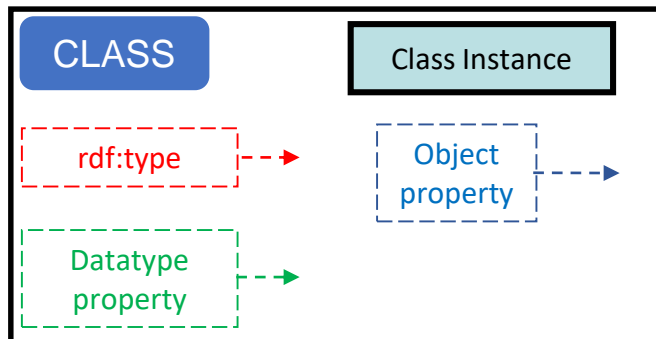 CLASS
Class Instance
rdf:type
Object
property
Datatype
property